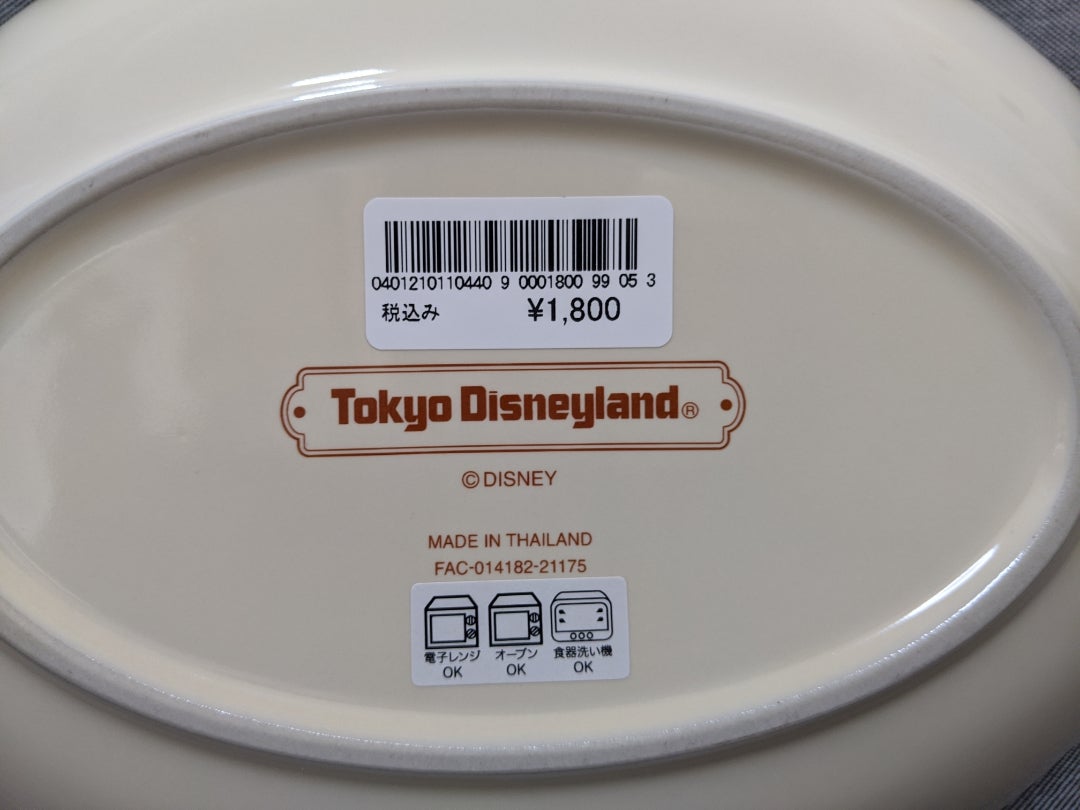 0401210110440 9 0001800 99 05 3
税込み ¥1,800
Tokyo Disneyland®
©DISNEY
MADE IN THAILAND
FAC-014182-21175
電子レンジ オーブン 食器洗い機
OK OK OK